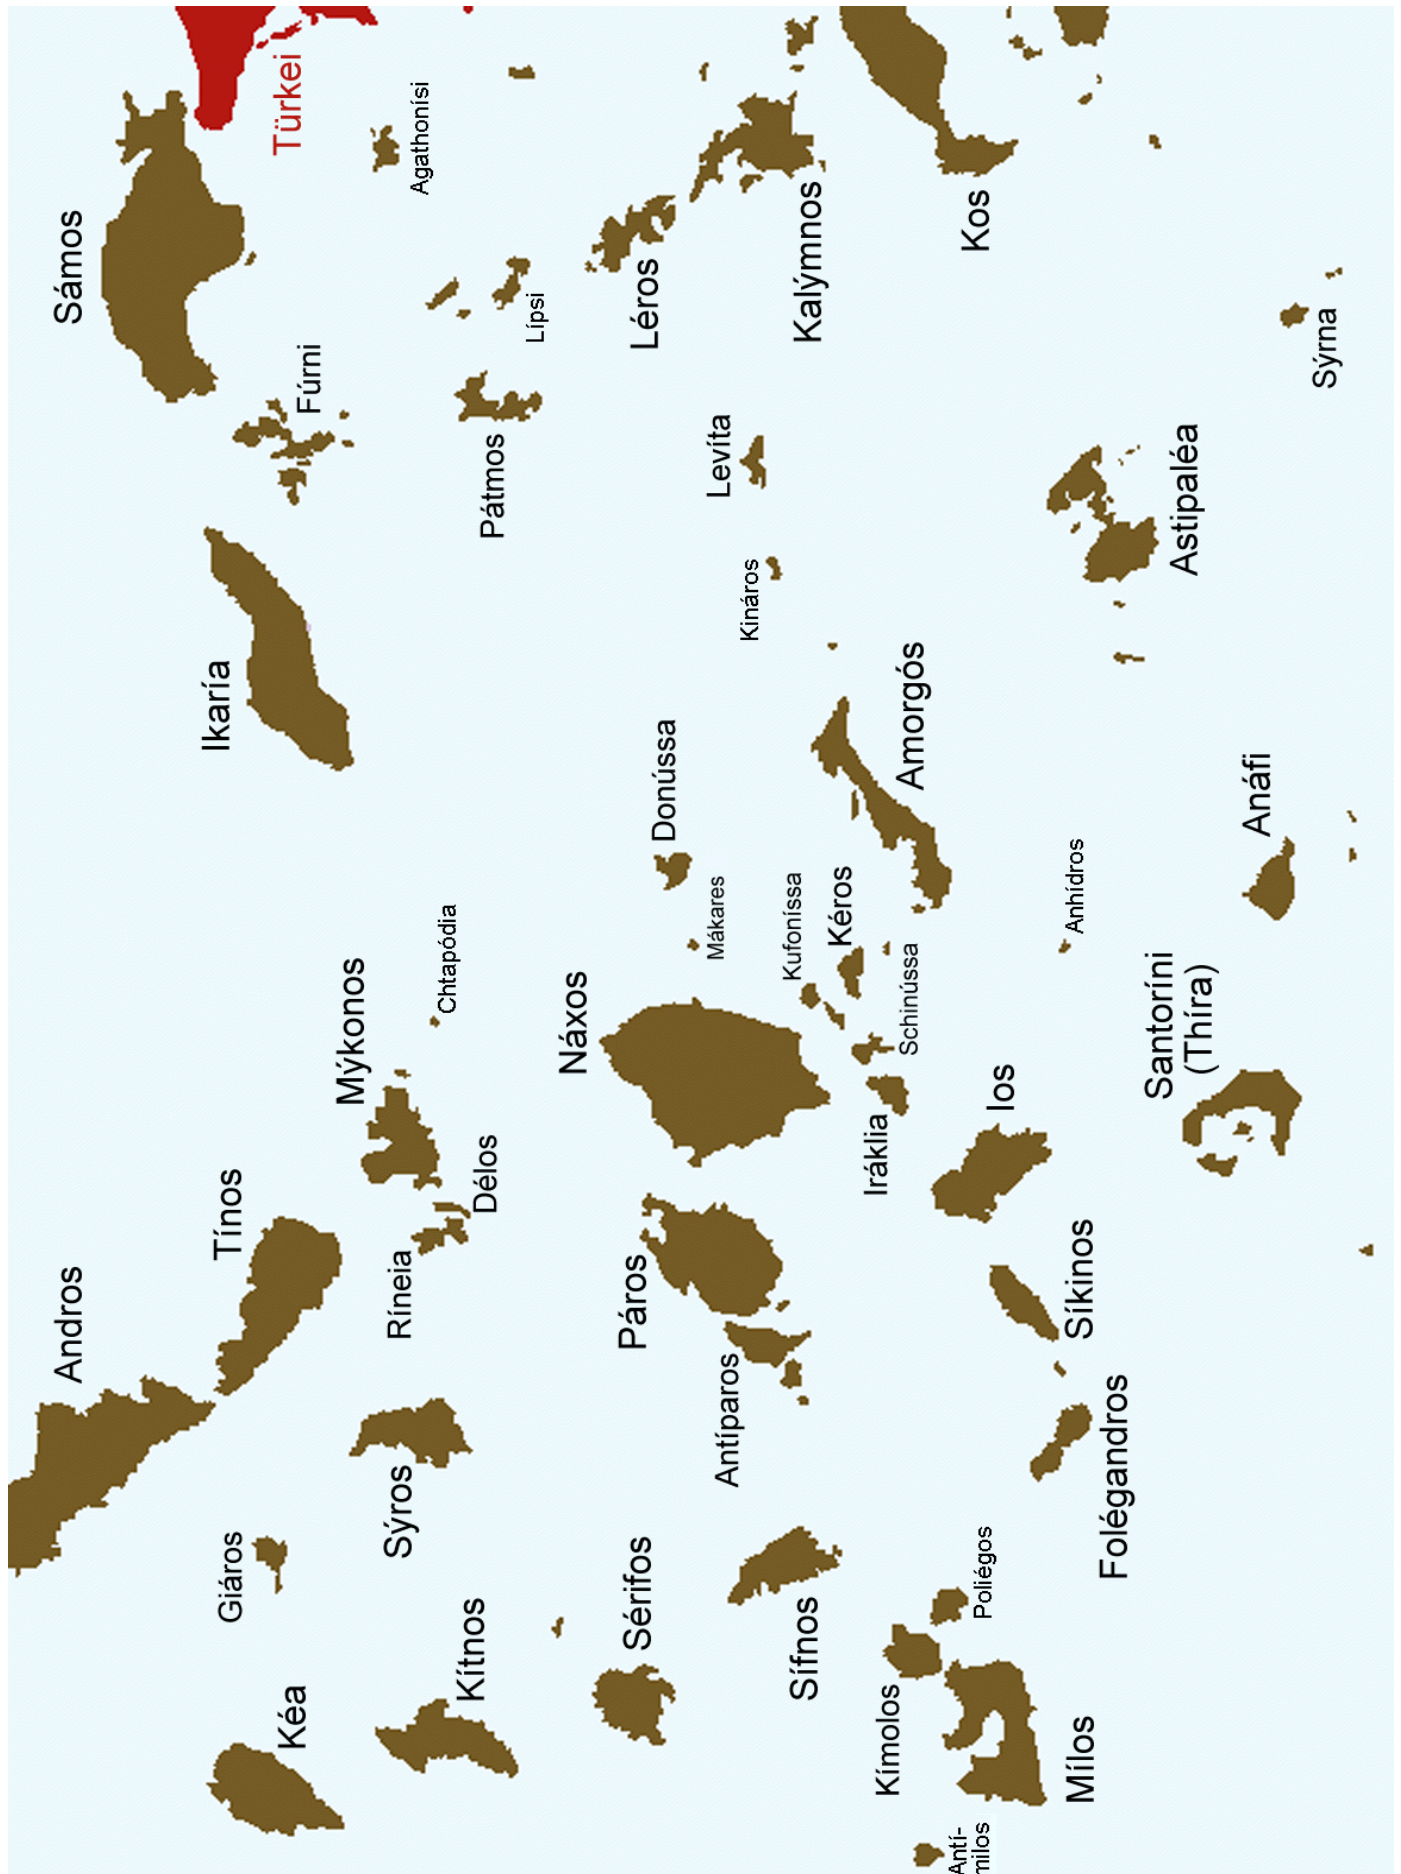 Andros
Tínos
Mýkonos
Chtapódia
Ikaría
Fúrni
Sámos
Türkei
Agathonísi
Kéa
Giáros
Sýros
Ríneia
Délos
Pátmos
Lípsi
Kítnos
Sérifos
Páros
Náxos
Donússa
Mákares
Levíta
Kináros
Léros
Kalýmnos
Kos
Sífnos
Antíparos
Iráklia
Schinússa
Kufoníssa
Kéros
Amorgós
Astipaléa
Sýrna
Antí-
milos
Kímolos
Mílos
Poliégos
Folégandros
Síkinos
Ios
Santoríni
(Thíra)
Anhídros
Anáfi